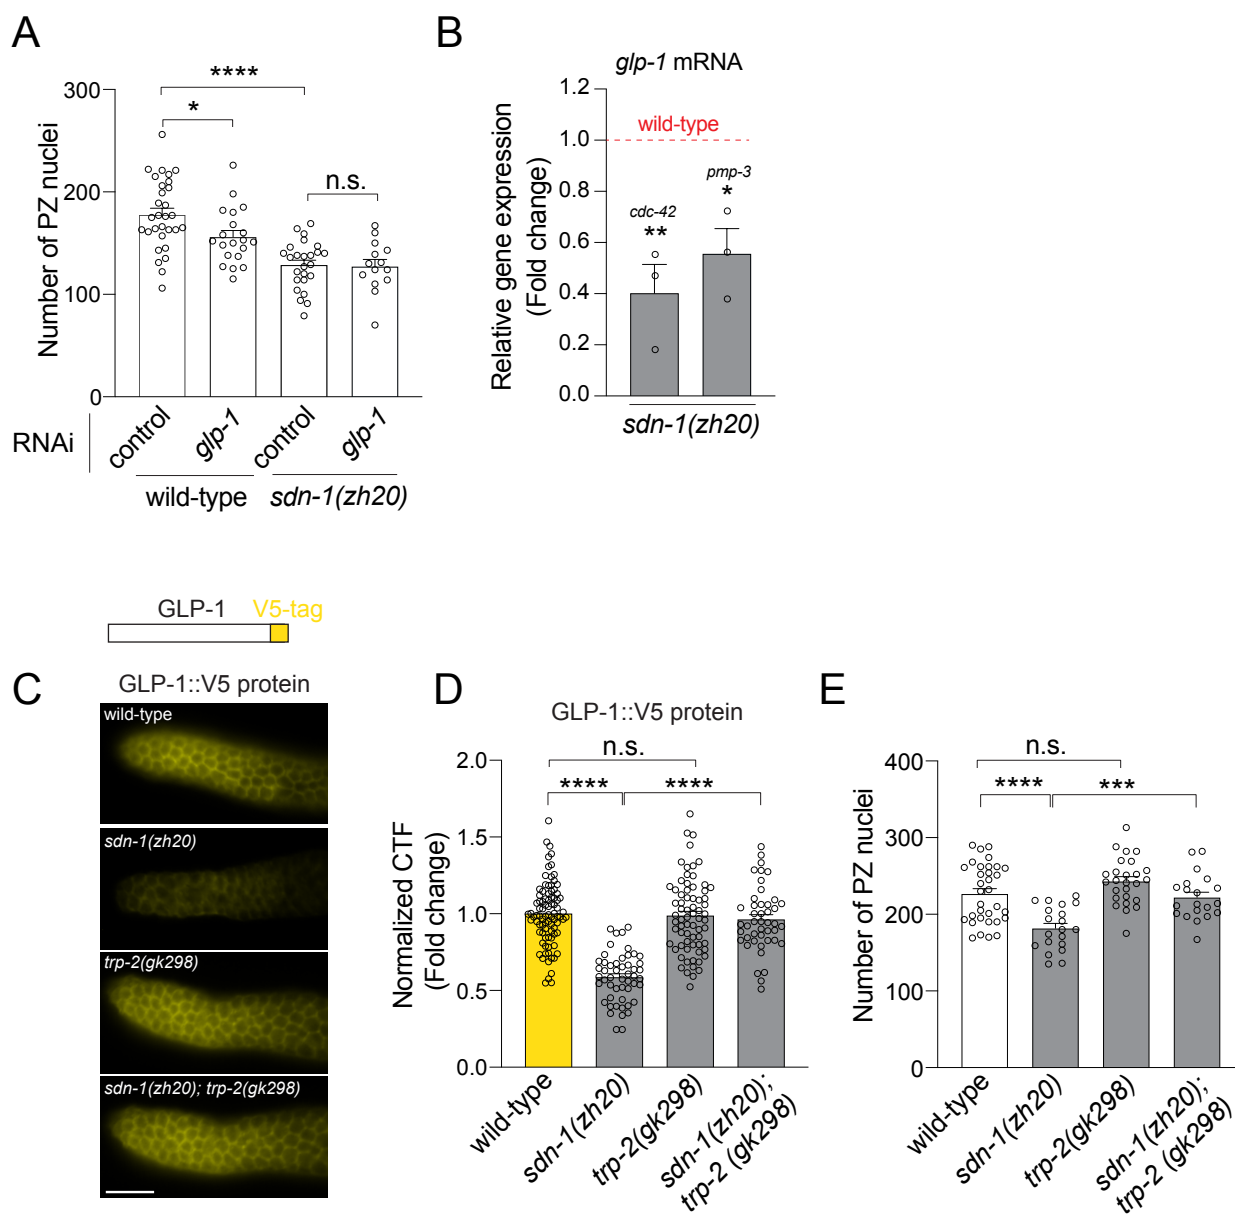 A
Number of PZ nuclei
300
200
100
0
****
*
n.s.
RNAi
control
glp-1
control
glp-1
wild-type
sdn-1(zh20)
B
glp-1 mRNA
Relative gene expression
(Fold change)
1.2
1.0
0.8
0.6
0.4
0.2
0.0
wild-type
cdc-42
**
pmp-3
*
sdn-1(zh20)
GLP-1
V5-tag
C
GLP-1::V5 protein
wild-type
sdn-1(zh20)
trp-2(gk298)
sdn-1(zh20); trp-2(gk298)
D
GLP-1::V5 protein
Normalized CTF
(Fold change)
2.0
1.5
1.0
0.5
0.0
n.s.
****
****
wild-type
sdn-1(zh20)
trp-2(gk298)
sdn-1(zh20);
trp-2 (gk298)
E
Number of PZ nuclei
400
300
200
100
0
n.s.
****
***
wild-type
sdn-1(zh20)
trp-2(gk298)
sdn-1(zh20);
trp-2 (gk298)